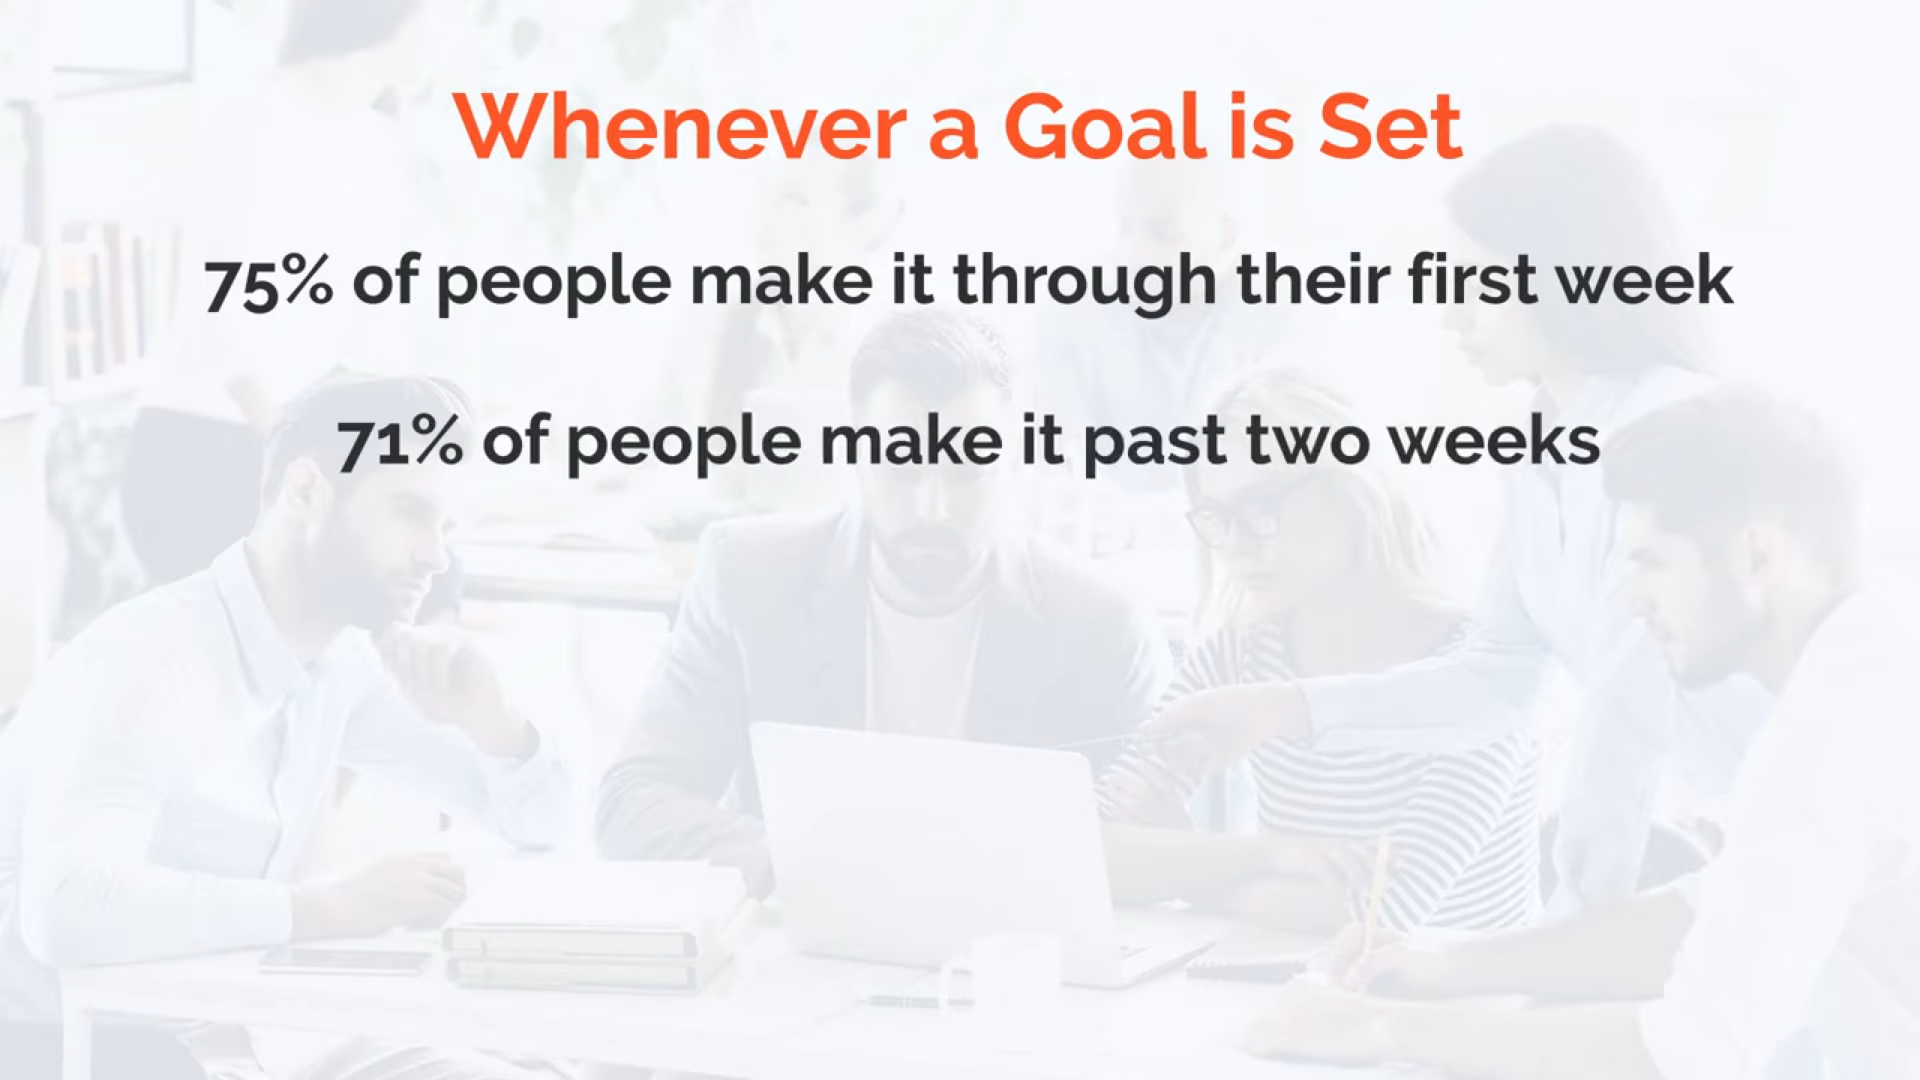 Whenever a Goal is Set
75% of people make it through their first week
71% of people make it past two weeks